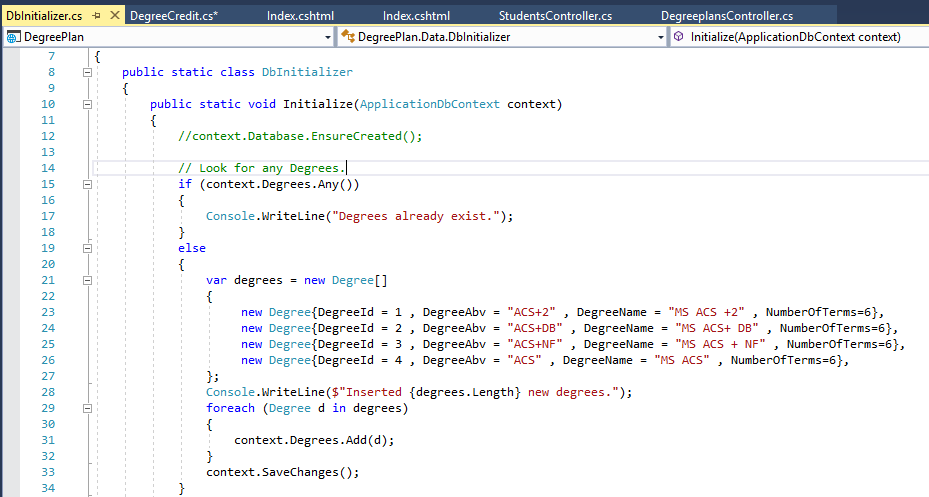 DbInitializer.cs DegreeCredit.cs* Index.cshtml Index.cshtml StudentsController.cs DegreeplansController.cs
DegreePlan DegreePlan.Data.DbInitializer Initialize(ApplicationDbContext context)
7 {
8 public static class DbInitializer
9 {
10 public static void Initialize(ApplicationDbContext context)
11 {
12 //context.Database.EnsureCreated();
13
14 // Look for any Degrees.
15 if (context.Degrees.Any())
16 {
17 Console.WriteLine("Degrees already exist.");
18 }
19 else
20 {
21 var degrees = new Degree[]
22 {
23 new Degree{DegreeId = 1 , DegreeAbv = "ACS+2" , DegreeName = "MS ACS +2" , NumberOfTerms=6},
24 new Degree{DegreeId = 2 , DegreeAbv = "ACS+DB" , DegreeName = "MS ACS+ DB" , NumberOfTerms=6},
25 new Degree{DegreeId = 3 , DegreeAbv = "ACS+NF" , DegreeName = "MS ACS + NF" , NumberOfTerms=6},
26 new Degree{DegreeId = 4 , DegreeAbv = "ACS" , DegreeName = "MS ACS" , NumberOfTerms=6},
27 };
28 Console.WriteLine($"Inserted {degrees.Length} new degrees.");
29 foreach (Degree d in degrees)
30 {
31 context.Degrees.Add(d);
32 }
33 context.SaveChanges();
34 }